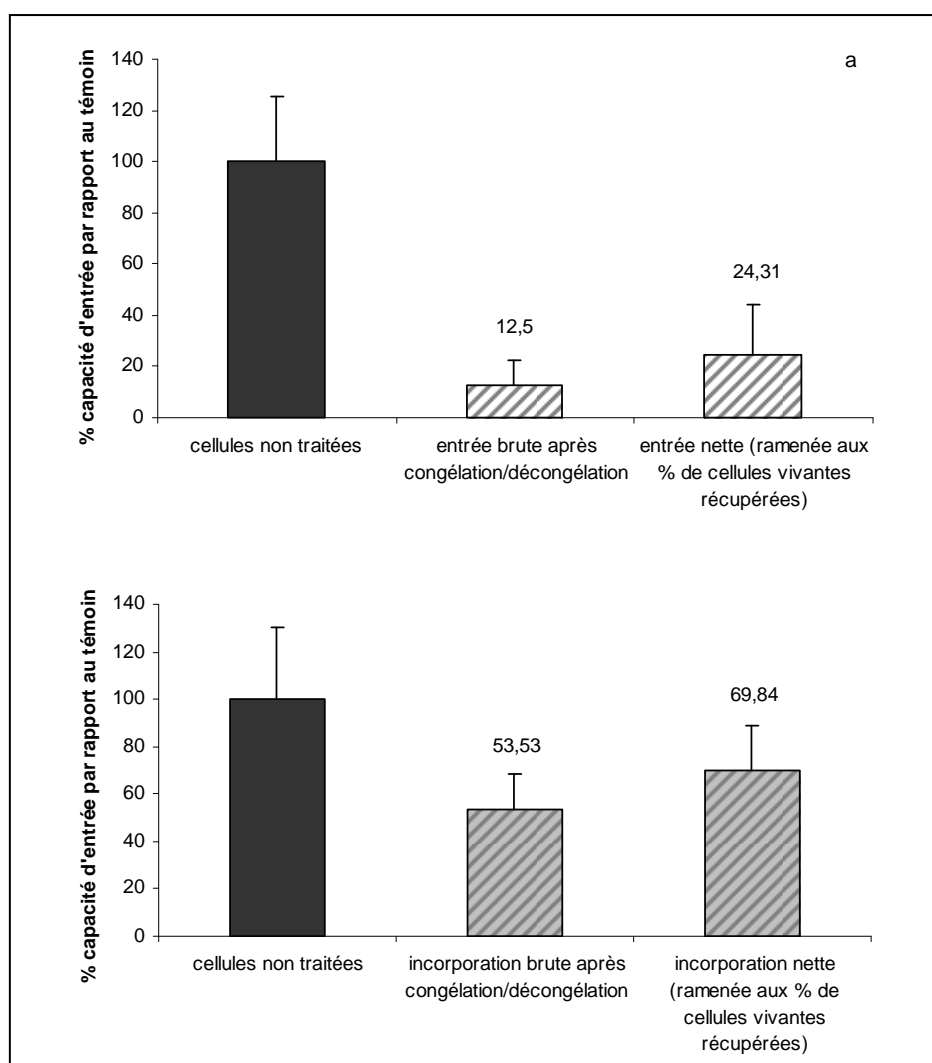 a
% capacité d'entrée par rapport au témoin
140
120
100
80
60
40
20
0
12,5
24,31
cellules non traitées
entrée brute après
congélation/décongélation
entrée nette (ramenée aux
% de cellules vivantes
récupérées)
% capacité d'entrée par rapport au témoin
140
120
100
80
60
40
20
0
53,53
69,84
cellules non traitées
incorporation brute après
congélation/décongélation
incorporation nette
(ramenée aux % de
cellules vivantes
récupérées)